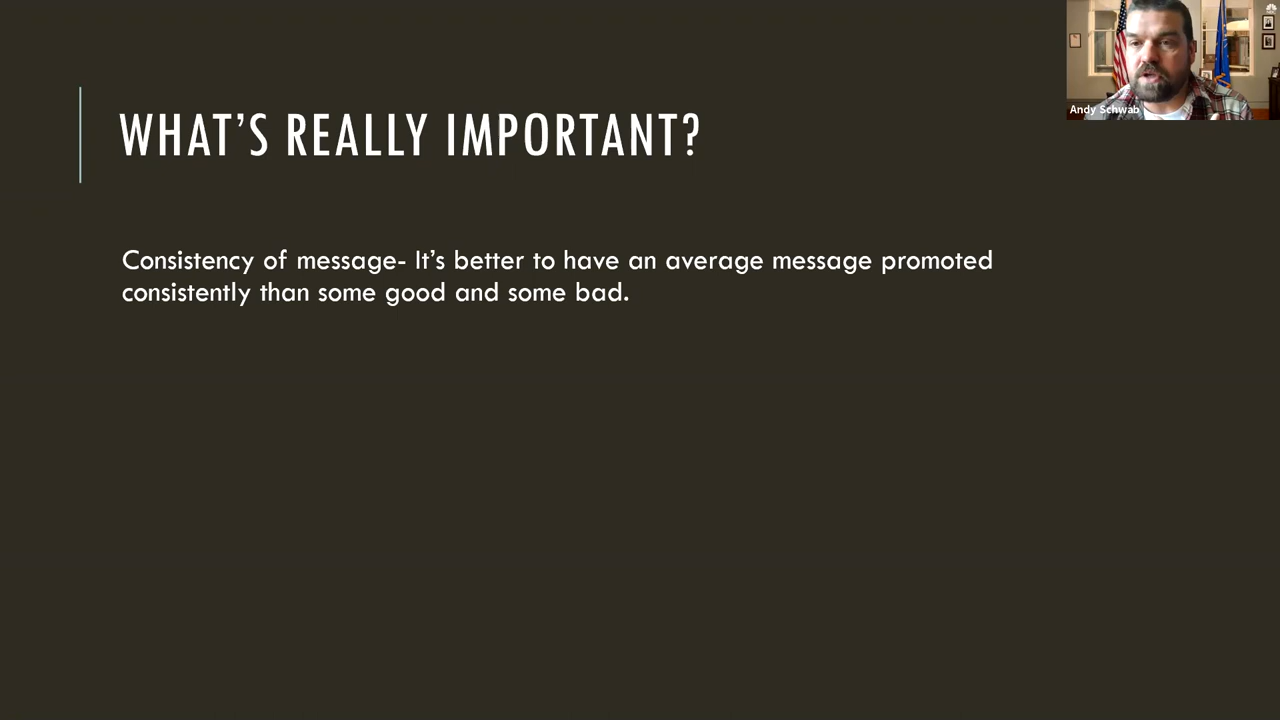 WHAT'S REALLY IMPORTANT?
Consistency of message- It's better to have an average message promoted
consistently than some good and some bad.
Andy Schwab